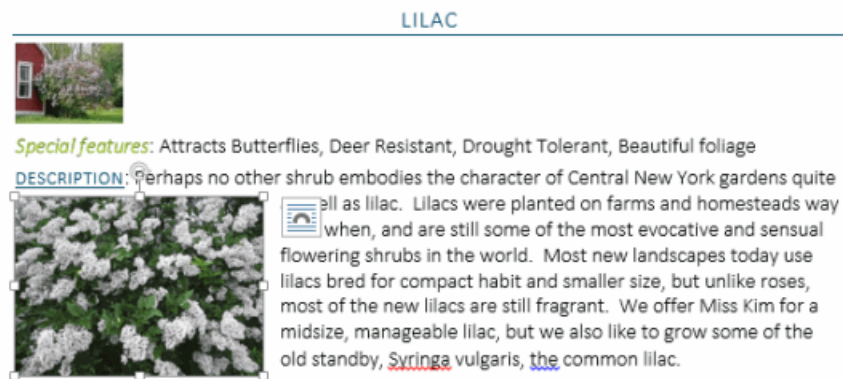 LILAC
Special features: Attracts Butterflies, Deer Resistant, Drought Tolerant, Beautiful foliage
DESCRIPTION: Perhaps no other shrub embodies the character of Central New York gardens quite
as lilac.  Lilacs were planted on farms and homesteads way
when, and are still some of the most evocative and sensual
flowering shrubs in the world.  Most new landscapes today use
lilacs bred for compact habit and smaller size, but unlike roses,
most of the new lilacs are still fragrant.  We offer Miss Kim for a
midsize, manageable lilac, but we also like to grow some of the
old standby, Syringa vulgaris, the common lilac.